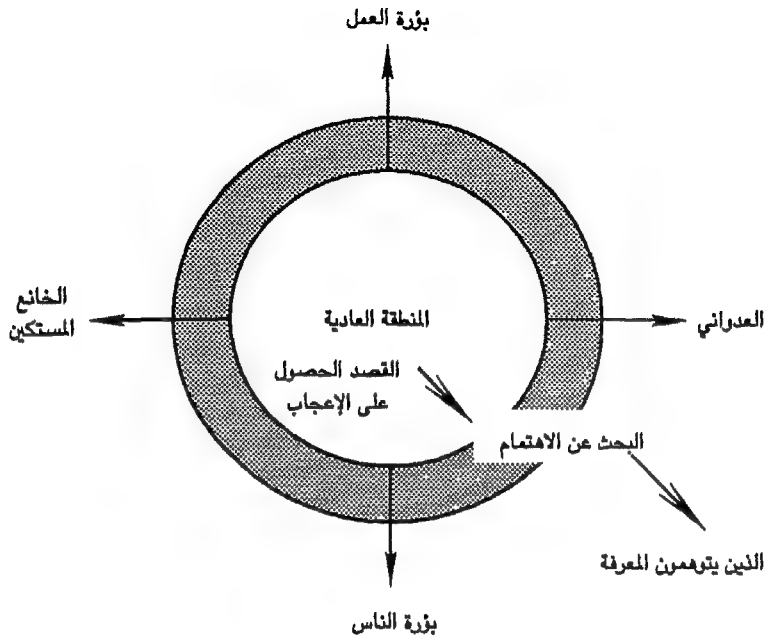 بؤرة العمل
الخانع
المستكين
المنطقة العادية
العدواني
القصد الحصول
على الإعجاب
البحث عن الاهتمام
الذين يتوهمون المعرفة
بؤرة الناس